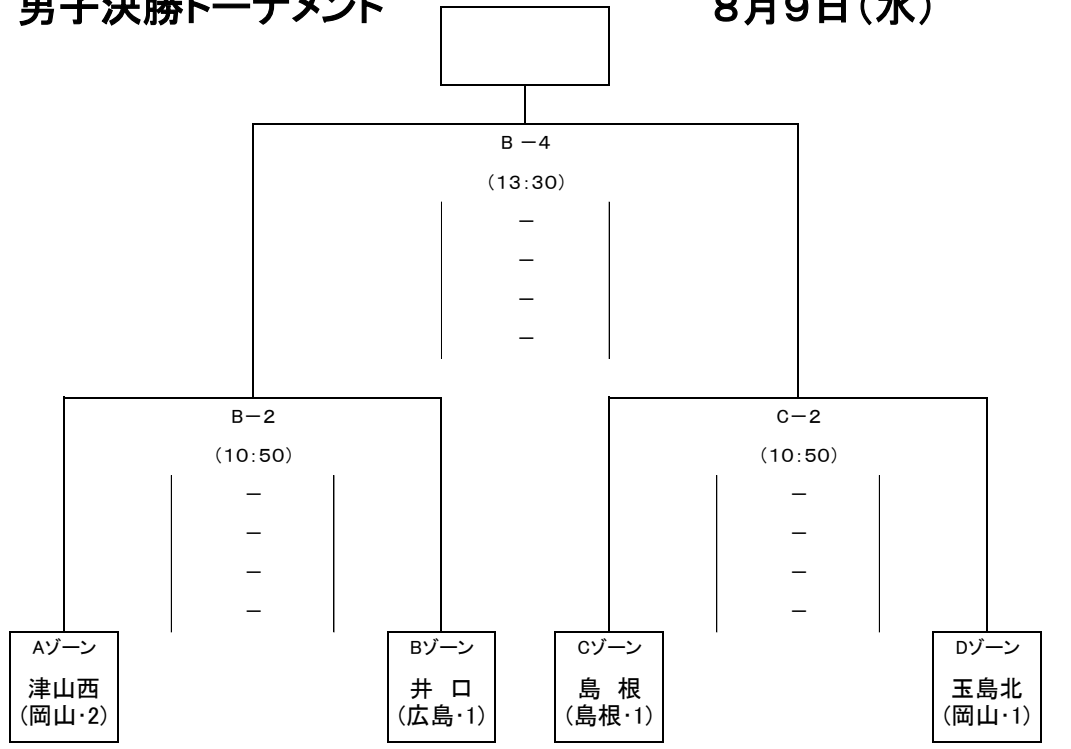 男子決勝トーナメント ８月９日（水）
B－4
（13：30）
－
－
－
－
B－2 C－2
（10：50） （10：50）
－ －
－ －
－ －
－ －
Aゾーン Bゾーン Cゾーン Dゾーン
津山西 井　口 島　根 玉島北
（岡山・2） （広島・1） （島根・1） （岡山・1）